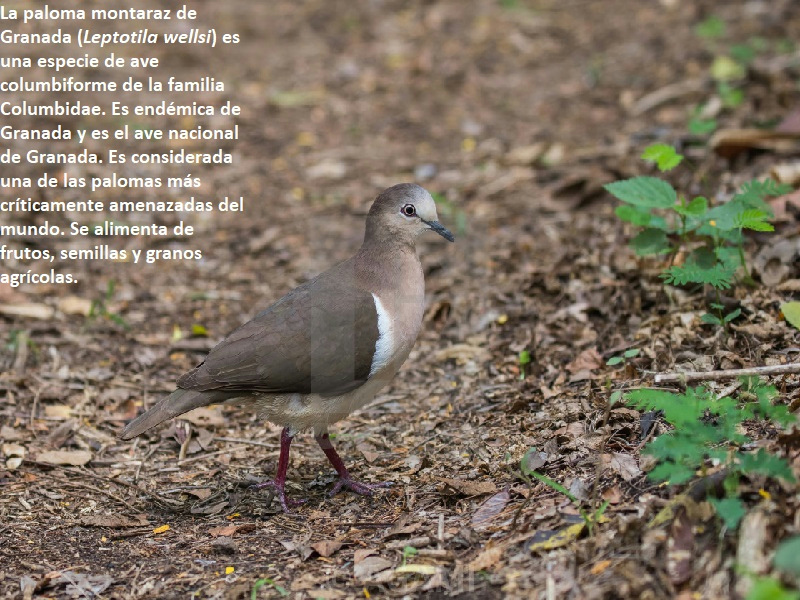 La paloma montaraz de
Granada (Leptotila wellsi) es
una especie de ave
columbiforme de la familia
Columbidae. Es endémica de
Granada y es el ave nacional
de Granada. Es considerada
una de las palomas más
críticamente amenazadas del
mundo. Se alimenta de
frutos, semillas y granos
agrícolas.